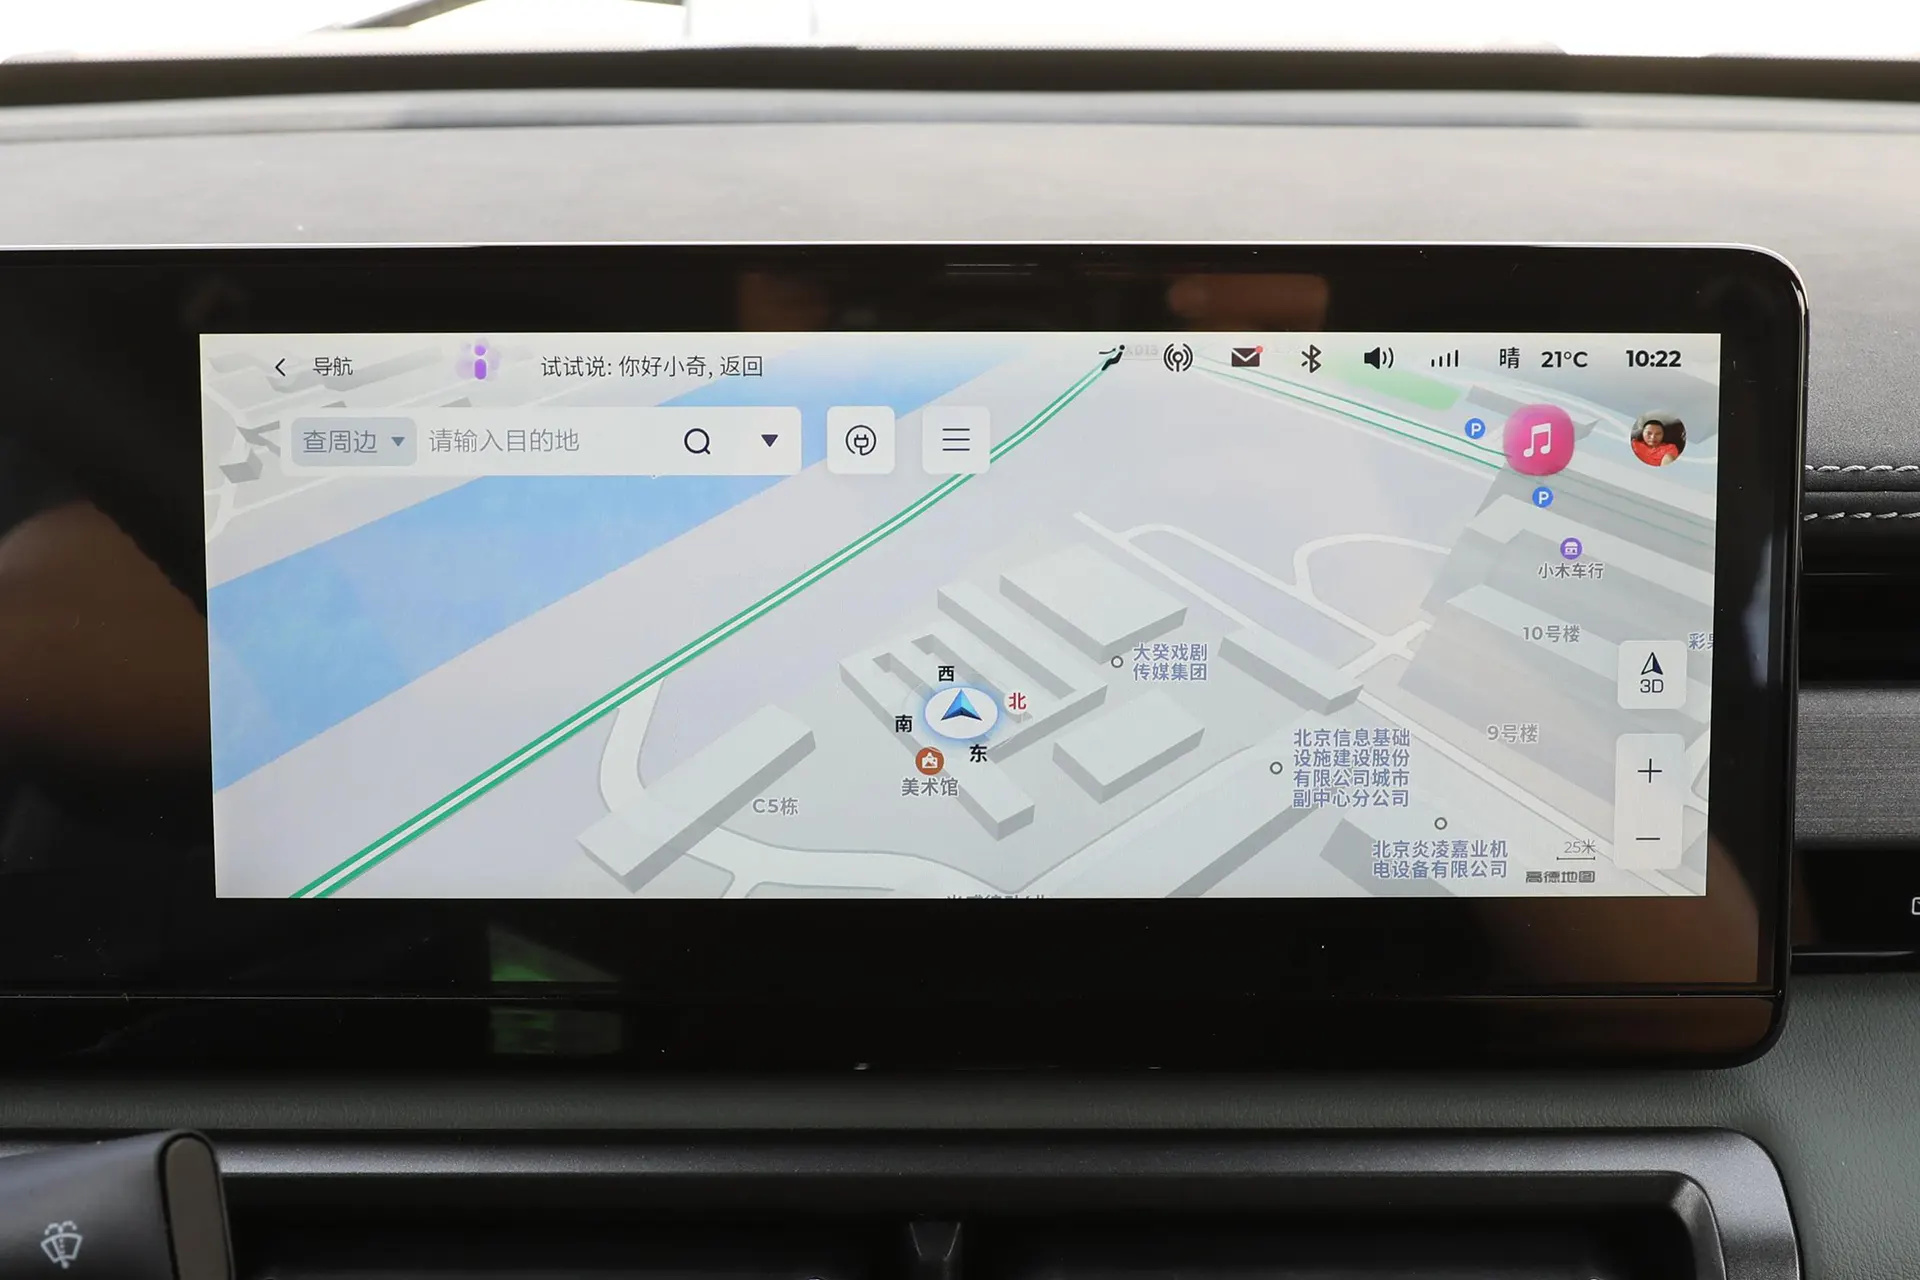 导航
试试说: 你好小奇, 返回
晴 21°C 10:22
查周边 请输入目的地
P
P
小木车行
10号楼
大癸戏剧
传媒集团
3D
西
北
南
东
美术馆
9号楼
北京信息基础
设施建设股份
有限公司城市
副中心分公司
C5栋
北京炎凌嘉业机
电设备有限公司
25米
高德地图